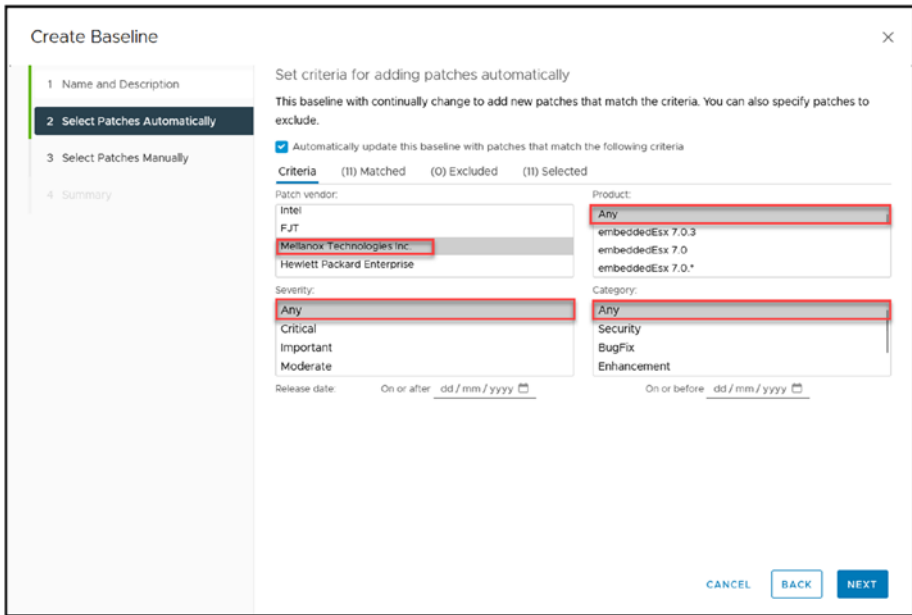 Create Baseline
1 Name and Description
2 Select Patches Automatically
3 Select Patches Manually
4 Summary
Set criteria for adding patches automatically
This baseline with continually change to add new patches that match the criteria. You can also specify patches to
exclude.
Automatically update this baseline with patches that match the following criteria
Criteria (11) Matched (0) Excluded (11) Selected
Patch vendor:
Intel
FJT
Mellanox Technologies Inc.
Hewlett Packard Enterprise
Product:
Any
embeddedEsx 7.0.3
embeddedEsx 7.0
embeddedEsx 7.0.*
Severity:
Any
Critical
Important
Moderate
Category:
Any
Security
BugFix
Enhancement
Release date: On or after dd/mm/yyyy On or before dd/mm/yyyy
CANCEL BACK NEXT